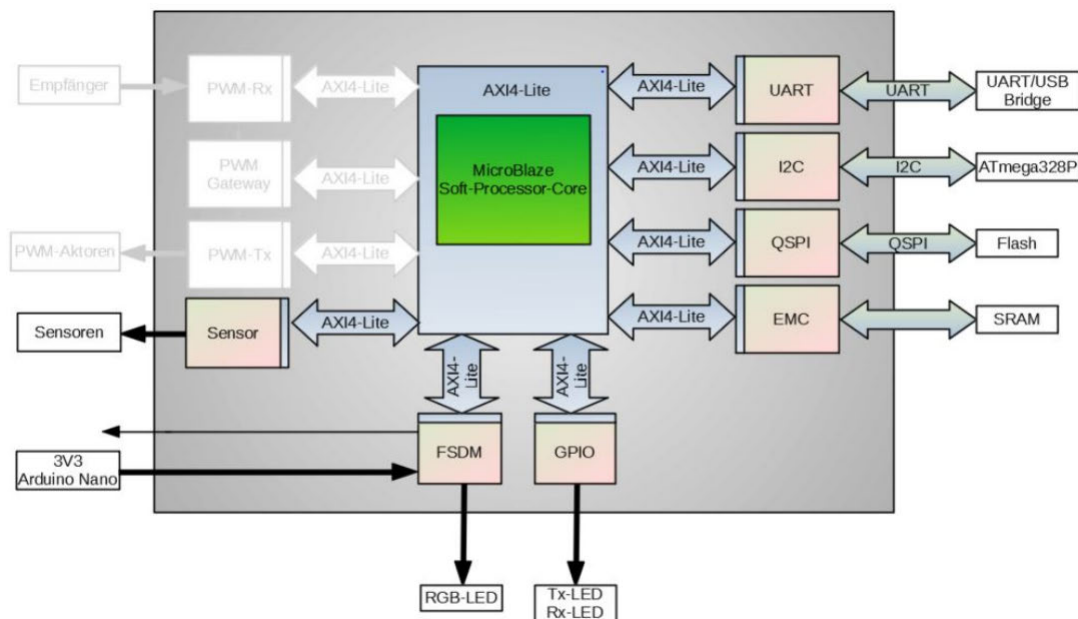 Empfänger
PWM-Rx
AXI4-Lite
AXI4-Lite
AXI4-Lite
UART
UART
UART/USB
Bridge
MicroBlaze
Soft-Processor-Core
PWM
Gateway
AXI4-Lite
AXI4-Lite
I2C
I2C
ATmega328P
PWM-Aktoren
PWM-Tx
AXI4-Lite
AXI4-Lite
QSPI
QSPI
Flash
Sensoren
Sensor
AXI4-Lite
AXI4-Lite
EMC
SRAM
AXI4-
Lite
AXI4-
Lite
3V3
Arduino Nano
FSDM
GPIO
RGB-LED
Tx-LED
Rx-LED